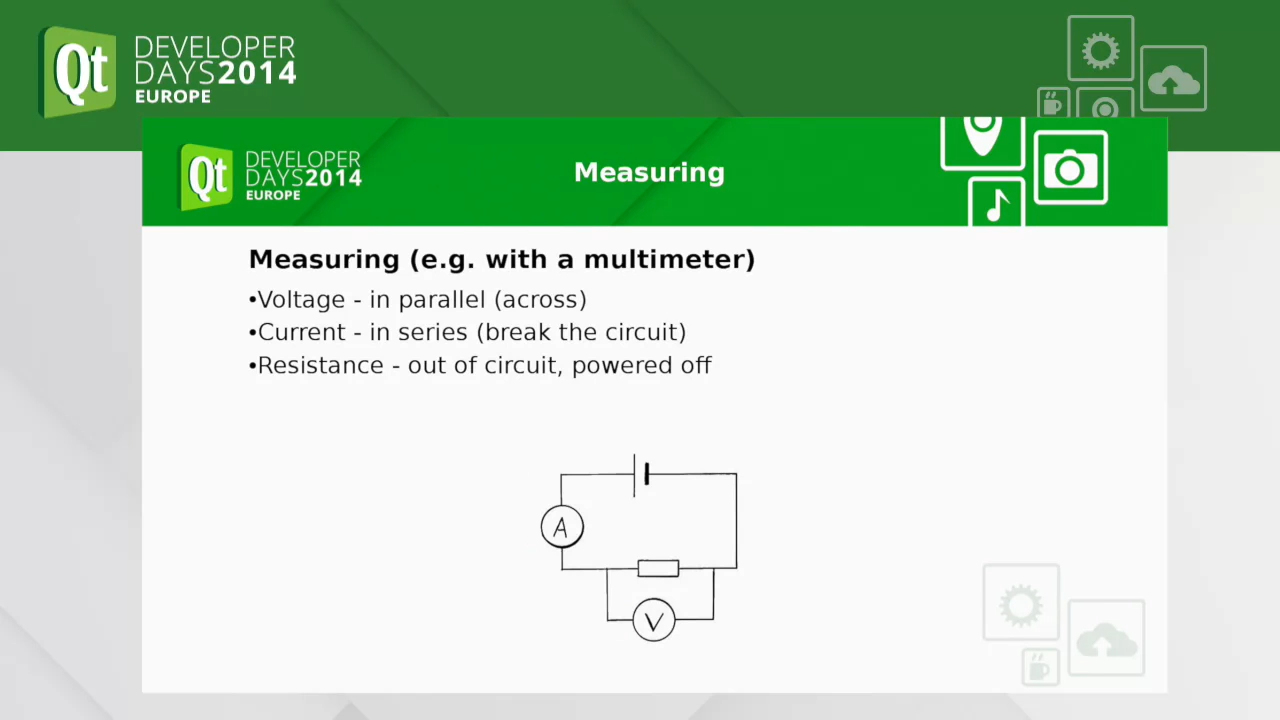 Qt DEVELOPER
DAYS2014
EUROPE
Qt DEVELOPER
DAYS2014
EUROPE
Measuring
Measuring (e.g. with a multimeter)
•Voltage - in parallel (across)
•Current - in series (break the circuit)
•Resistance - out of circuit, powered off
A
V